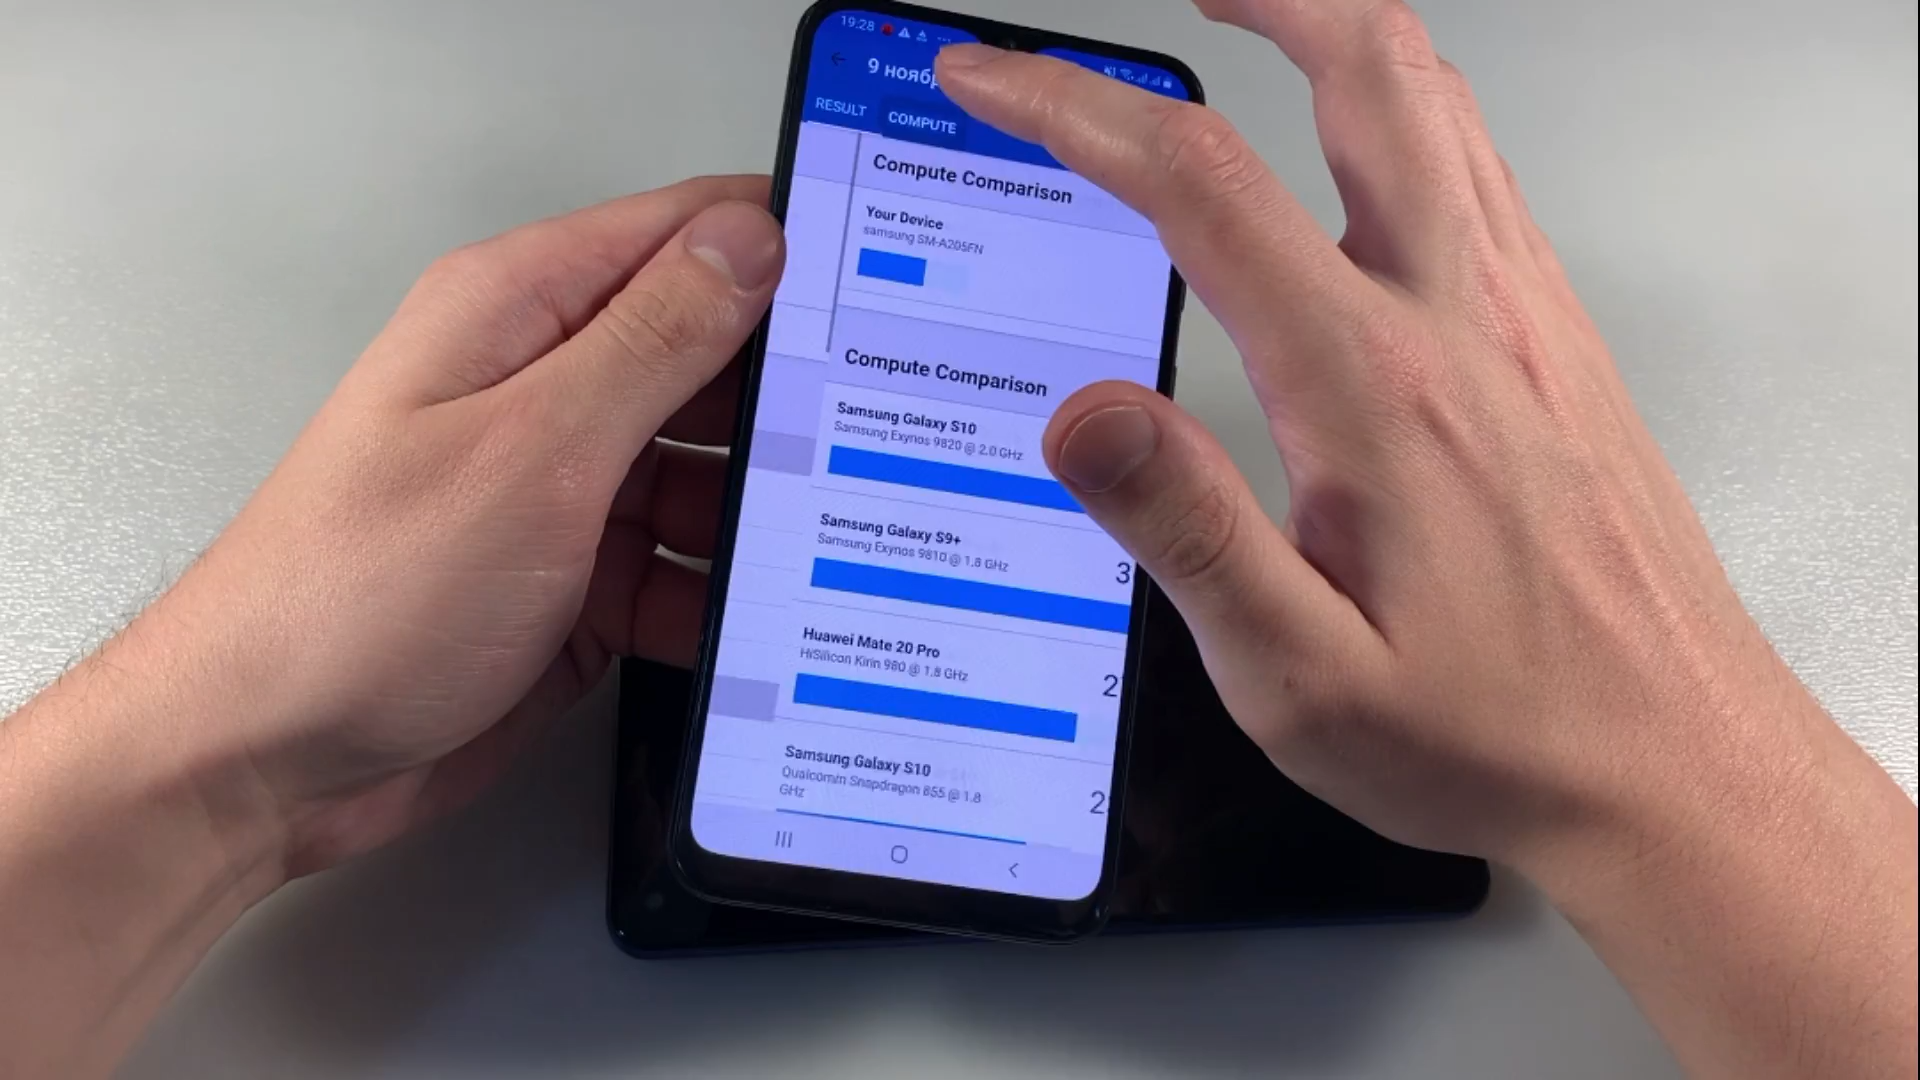 19:28
9 нояб
RESULT COMPUTE
Compute Comparison
Your Device
samsung SM-A205FN
Compute Comparison
Samsung Galaxy S10
Samsung Exynos 9820 @ 2.0 GHz
Samsung Galaxy S9+
Samsung Exynos 9810 @ 1.8 GHz
3
Huawei Mate 20 Pro
HiSilicon Kirin 980 @ 1.8 GHz
2
Samsung Galaxy S10
Qualcomm Snapdragon 855 @ 1.8
GHz
2